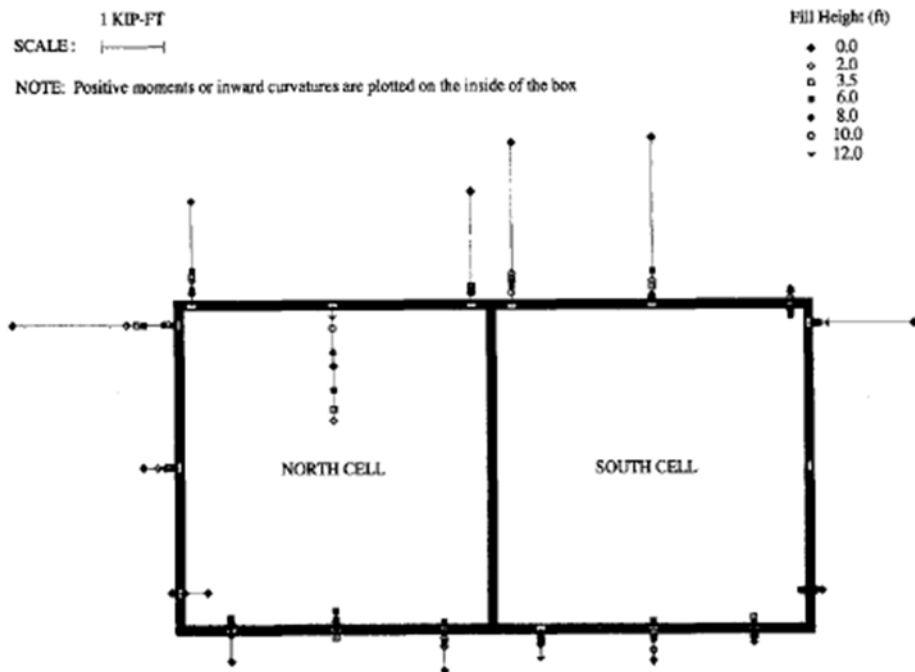 1 KIP-FT
SCALE:
NOTE: Positive moments or inward curvatures are plotted on the inside of the box
Fill Height (ft)
0.0
2.0
3.5
6.0
8.0
10.0
12.0
NORTH CELL
SOUTH CELL